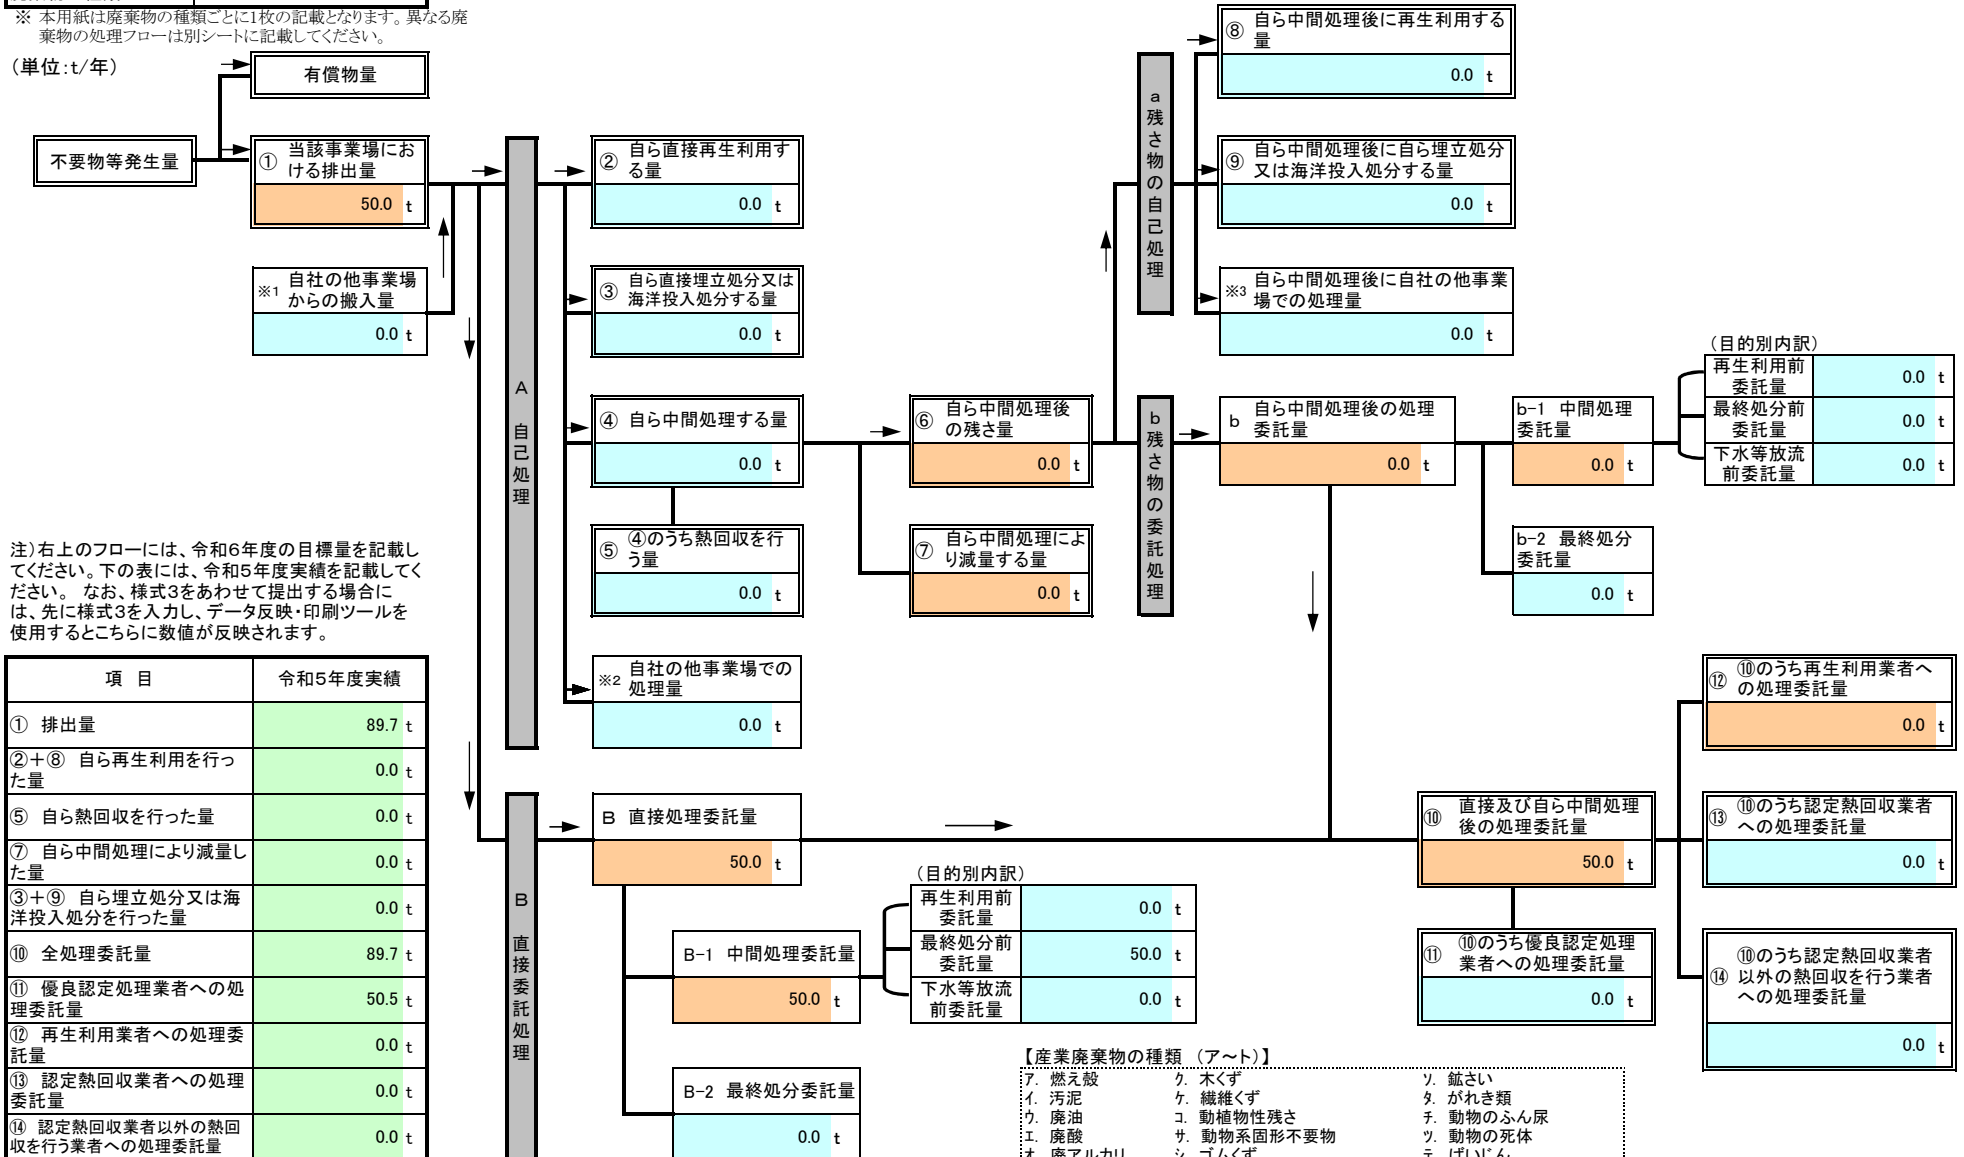 ※ 本用紙は廃棄物の種類ごとに1枚の記載となります。異なる廃
棄物の処理フローは別シートに記載してください。
(単位:t/年)
有償物量
不要物等発生量
① 当該事業場にお
ける排出量
50.0 t
※1 自社の他事業場
からの搬入量
0.0 t
A 自己処理
② 自ら直接再生利用す
る量
0.0 t
③ 自ら直接埋立処分又は
海洋投入処分する量
0.0 t
④ 自ら中間処理する量
0.0 t
⑤ ④のうち熱回収を行
う量
0.0 t
※2 自社の他事業場での
処理量
0.0 t
⑥ 自ら中間処理後
の残さ量
0.0 t
⑦ 自ら中間処理によ
り減量する量
0.0 t
a 残さ物の自己処理
⑧ 自ら中間処理後に再生利用する
量
0.0 t
⑨ 自ら中間処理後に自ら埋立処分
又は海洋投入処分する量
0.0 t
※3 自ら中間処理後に自社の他事業
場での処理量
0.0 t
b 残さ物の委託処理
b 自ら中間処理後の処理
委託量
0.0 t
b-1 中間処理
委託量
0.0 t
b-2 最終処分
委託量
0.0 t
(目的別内訳)
再生利用前
委託量
0.0 t
最終処分前
委託量
0.0 t
下水等放流
前委託量
0.0 t
注)右上のフローには、令和6年度の目標量を記載し
てください。下の表には、令和5年度実績を記載してく
ださい。 なお、様式3をあわせて提出する場合に
は、先に様式3を入力し、データ反映・印刷ツールを
使用するとこちらに数値が反映されます。
項 目 令和5年度実績
① 排出量 89.7 t
②+⑧ 自ら再生利用を行っ
た量 0.0 t
⑤ 自ら熱回収を行った量 0.0 t
⑦ 自ら中間処理により減量し
た量 0.0 t
③+⑨ 自ら埋立処分又は海
洋投入処分を行った量 0.0 t
⑩ 全処理委託量 89.7 t
⑪ 優良認定処理業者への処
理委託量 50.5 t
⑫ 再生利用業者への処理委
託量 0.0 t
⑬ 認定熱回収業者への処理
委託量 0.0 t
⑭ 認定熱回収業者以外の熱回
収を行う業者への処理委託量 0.0 t
B 直接委託処理
B 直接処理委託量
50.0 t
B-1 中間処理委託量
50.0 t
B-2 最終処分委託量
0.0 t
(目的別内訳)
再生利用前
委託量
0.0 t
最終処分前
委託量
50.0 t
下水等放流
前委託量
0.0 t
⑩ 直接及び自ら中間処理
後の処理委託量
50.0 t
⑪ ⑩のうち優良認定処理
業者への処理委託量
0.0 t
⑫ ⑩のうち再生利用業者へ
の処理委託量
0.0 t
⑬ ⑩のうち認定熱回収業者
への処理委託量
0.0 t
⑭ ⑩のうち認定熱回収業者
以外の熱回収を行う業者
への処理委託量
0.0 t
【産業廃棄物の種類 (ア~ト)】
ア. 燃え殻 ク. 木くず ソ. 鉱さい
イ. 汚泥 ケ. 繊維くず タ. がれき類
ウ. 廃油 コ. 動植物性残さ チ. 動物のふん尿
エ. 廃酸 サ. 動物系固形不要物 ツ. 動物の死体
オ. 廃アルカリ シ. ゴムくず テ. ばいじん